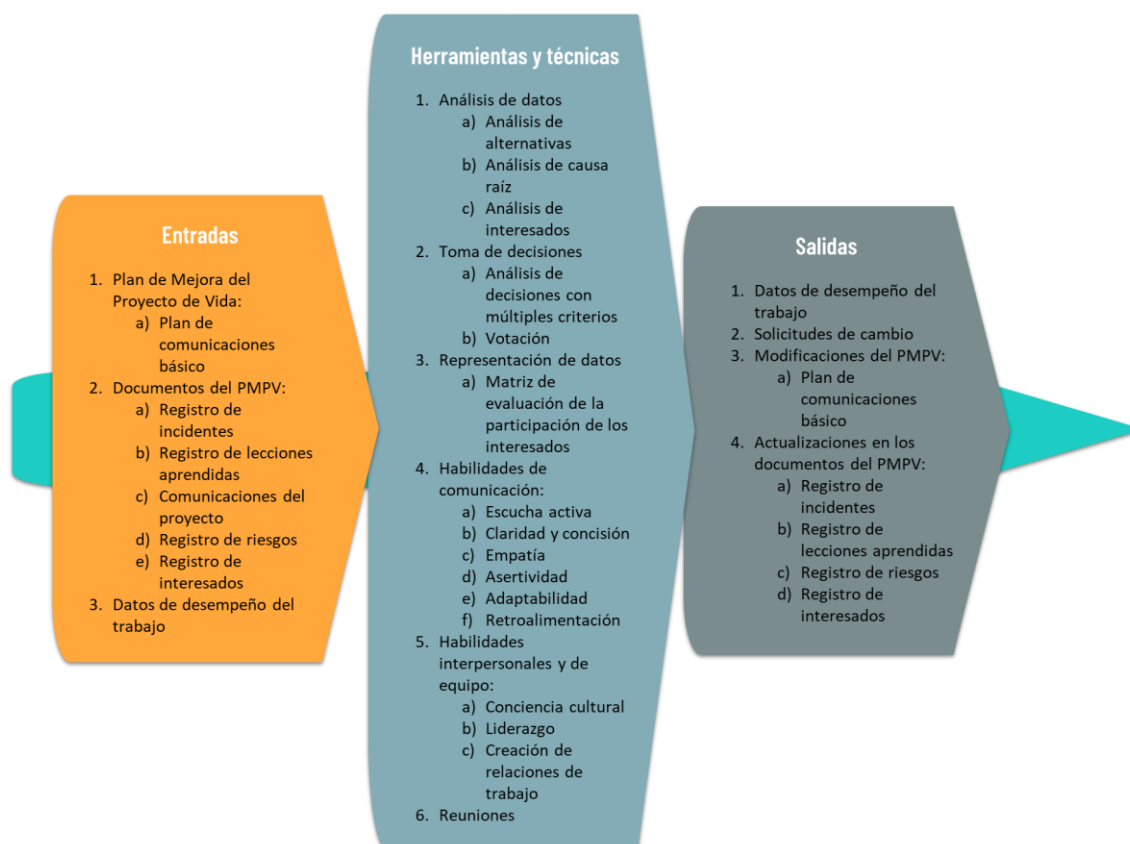 Entradas
1. Plan de Mejora del
Proyecto de Vida:
a) Plan de
comunicaciones
básico
2. Documentos del PMPV:
a) Registro de
incidentes
b) Registro de lecciones
aprendidas
c) Comunicaciones del
proyecto
d) Registro de riesgos
e) Registro de
interesados
3. Datos de desempeño del
trabajo
Herramientas y técnicas
1. Análisis de datos
a) Análisis de
alternativas
b) Análisis de causa
raíz
c) Análisis de
interesados
2. Toma de decisiones
a) Análisis de
decisiones con
múltiples criterios
b) Votación
3. Representación de datos
a) Matriz de
evaluación de la
participación de los
interesados
4. Habilidades de
comunicación:
a) Escucha activa
b) Claridad y concisión
c) Empatía
d) Asertividad
e) Adaptabilidad
f) Retroalimentación
5. Habilidades
interpersonales y de
equipo:
a) Conciencia cultural
b) Liderazgo
c) Creación de
relaciones de
trabajo
6. Reuniones
Salidas
1. Datos de desempeño del
trabajo
2. Solicitudes de cambio
3. Modificaciones del PMPV:
a) Plan de
comunicaciones
básico
4. Actualizaciones en los
documentos del PMPV:
a) Registro de
incidentes
b) Registro de
lecciones aprendidas
c) Registro de riesgos
d) Registro de
interesados